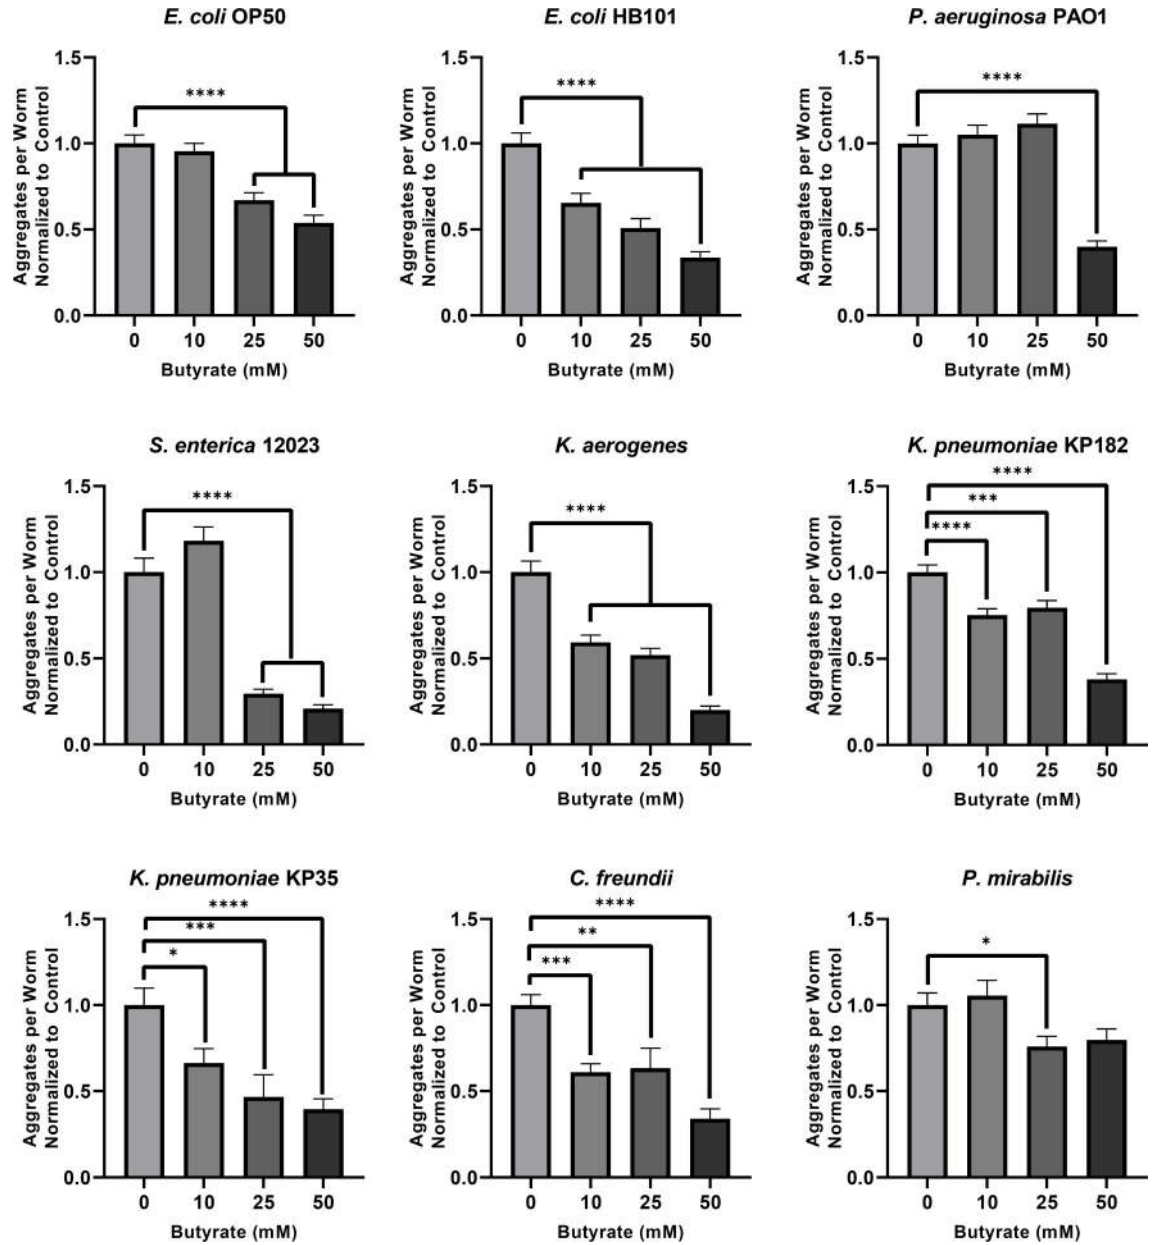 E. coli OP50
Aggregates per Worm
Normalized to Control
1.5
1.0
0.5
0.0
****
0 10 25 50
Butyrate (mM)
E. coli HB101
Aggregates per Worm
Normalized to Control
1.5
1.0
0.5
0.0
****
0 10 25 50
Butyrate (mM)
P. aeruginosa PAO1
Aggregates per Worm
Normalized to Control
1.5
1.0
0.5
0.0
****
0 10 25 50
Butyrate (mM)
S. enterica 12023
Aggregates per Worm
Normalized to Control
1.5
1.0
0.5
0.0
****
0 10 25 50
Butyrate (mM)
K. aerogenes
Aggregates per Worm
Normalized to Control
1.5
1.0
0.5
0.0
****
0 10 25 50
Butyrate (mM)
K. pneumoniae KP182
Aggregates per Worm
Normalized to Control
1.5
1.0
0.5
0.0
****
***
****
0 10 25 50
Butyrate (mM)
K. pneumoniae KP35
Aggregates per Worm
Normalized to Control
1.5
1.0
0.5
0.0
****
***
*
0 10 25 50
Butyrate (mM)
C. freundii
Aggregates per Worm
Normalized to Control
1.5
1.0
0.5
0.0
****
**
***
0 10 25 50
Butyrate (mM)
P. mirabilis
Aggregates per Worm
Normalized to Control
1.5
1.0
0.5
0.0
*
0 10 25 50
Butyrate (mM)